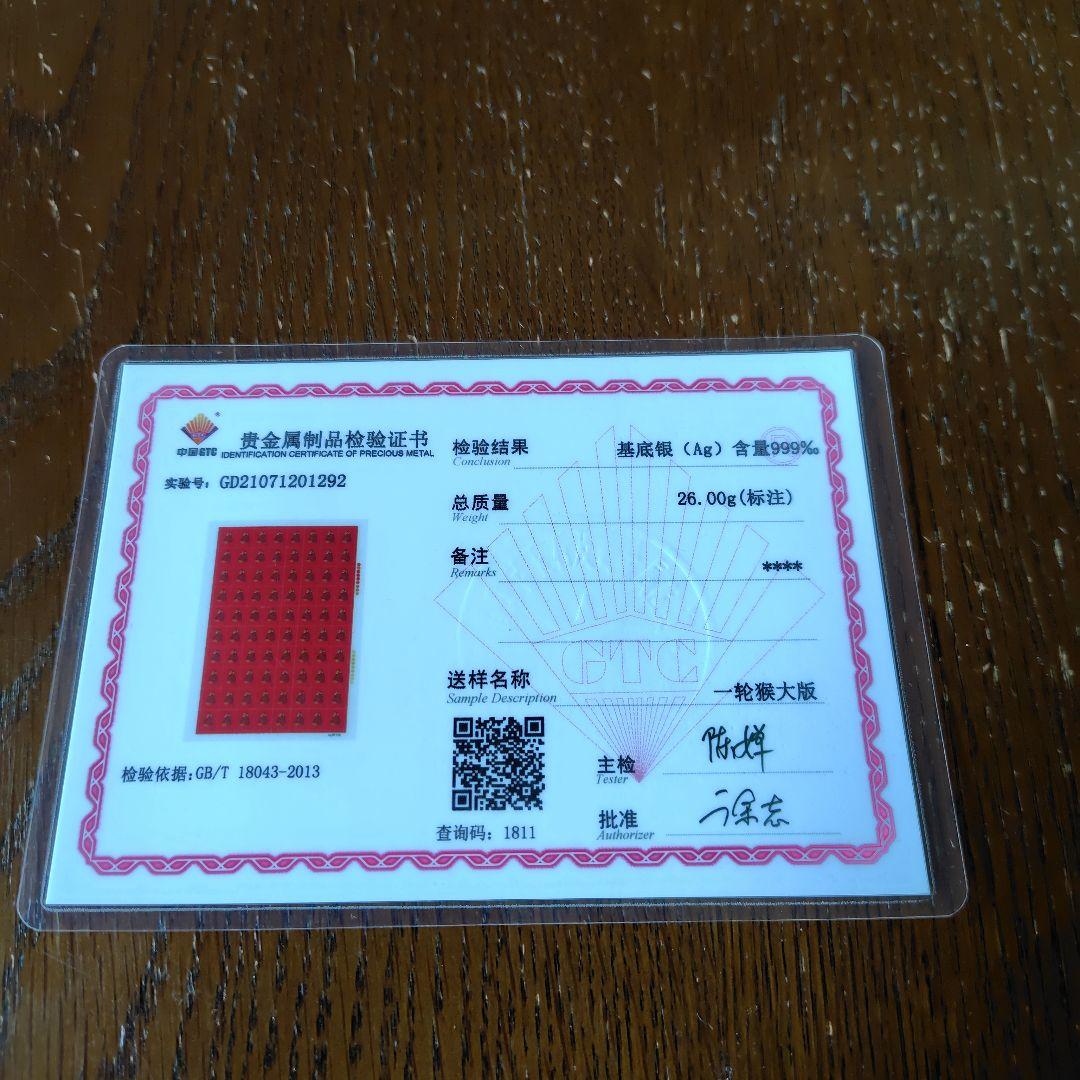 中国GTC
贵金属制品检验证书
IDENTIFICATION CERTIFICATE OF PRECIOUS METAL
实验号: GD21071201292
检验依据:GB/T 18043-2013
检验结果 基底银（Ag）含量999‰
Conclusion
总质量 26.00g(标注)
Weight
备注 ****
Remarks
GTC
送样名称 一轮猴大版
Sample Description
查询码: 1811
主检
Tester
批准
Authorizer